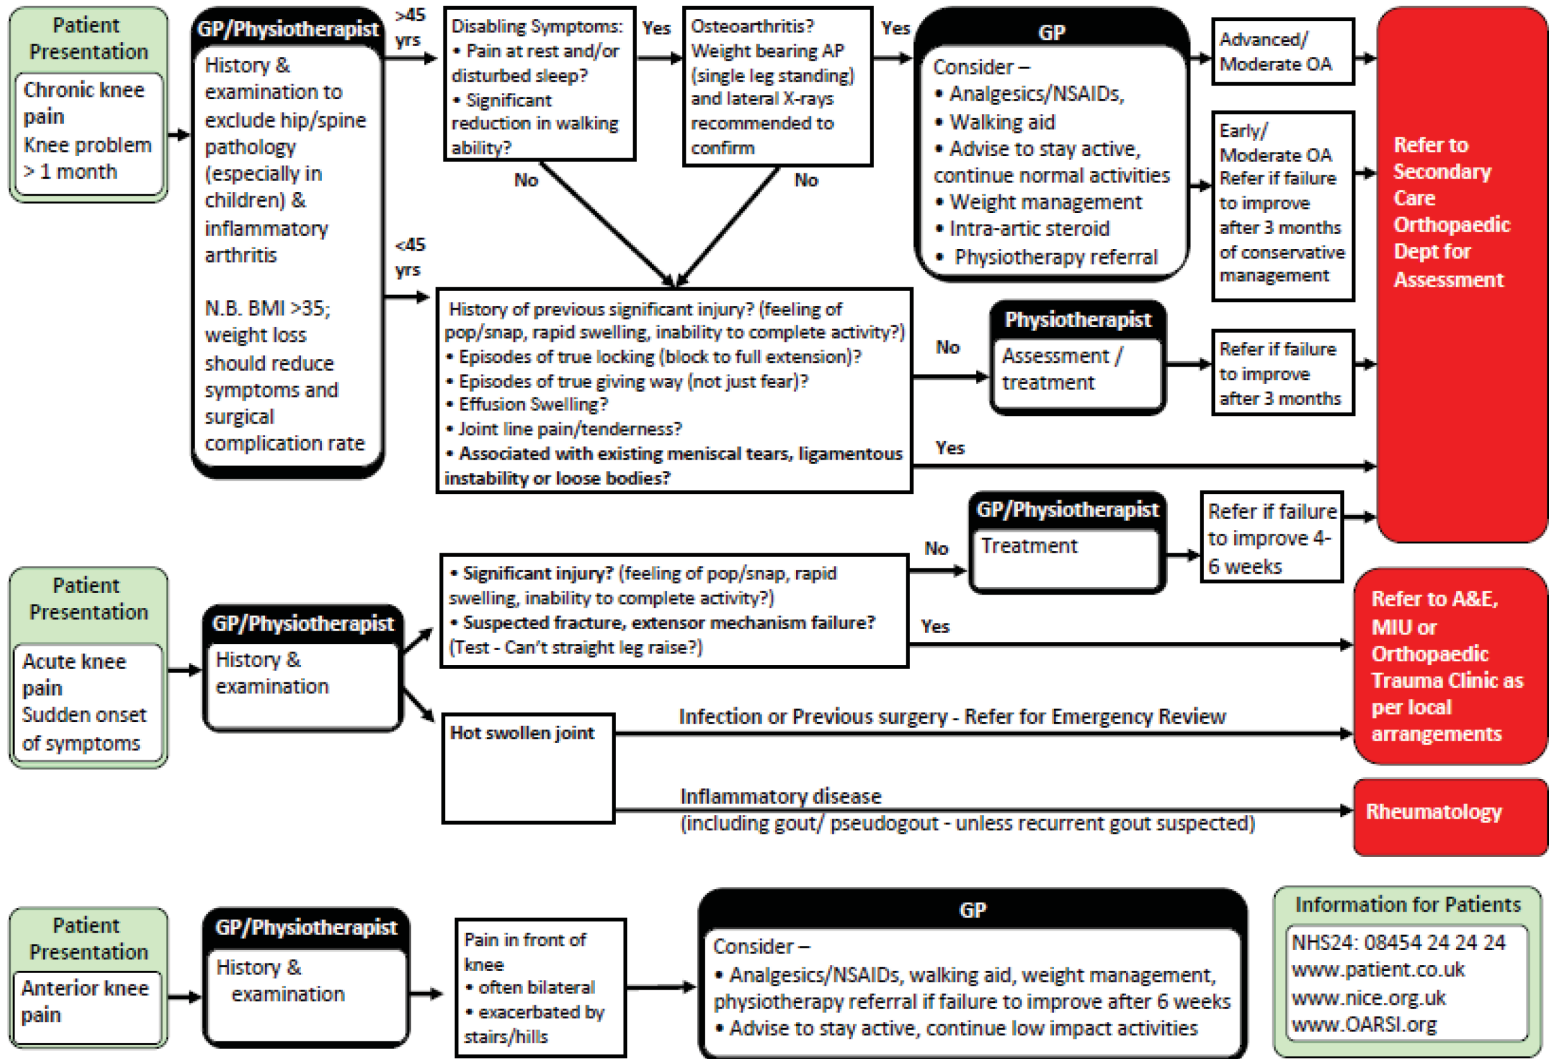 Patient
Presentation
Chronic knee
pain
Knee problem
> 1 month
GP/Physiotherapist
History &
examination to
exclude hip/spine
pathology
(especially in
children) &
inflammatory
arthritis
N.B. BMI >35;
weight loss
should reduce
symptoms and
surgical
complication rate
>45
yrs
<45
yrs
Disabling Symptoms:
• Pain at rest and/or
disturbed sleep?
• Significant
reduction in walking
ability?
Yes
No
Osteoarthritis?
Weight bearing AP
(single leg standing)
and lateral X-rays
recommended to
confirm
Yes
No
GP
Consider –
• Analgesics/NSAIDs,
• Walking aid
• Advise to stay active,
continue normal activities
• Weight management
• Intra-artic steroid
• Physiotherapy referral
Advanced/
Moderate OA
Early/
Moderate OA
Refer if failure
to improve
after 3 months
of conservative
management
Refer to
Secondary
Care
Orthopaedic
Dept for
Assessment
History of previous significant injury? (feeling of
pop/snap, rapid swelling, inability to complete activity?)
• Episodes of true locking (block to full extension)?
• Episodes of true giving way (not just fear)?
• Effusion Swelling?
• Joint line pain/tenderness?
• Associated with existing meniscal tears, ligamentous
instability or loose bodies?
No
Physiotherapist
Assessment /
treatment
Refer if failure
to improve
after 3 months
Yes
Patient
Presentation
Acute knee
pain
Sudden onset
of symptoms
GP/Physiotherapist
History &
examination
• Significant injury? (feeling of pop/snap, rapid
swelling, inability to complete activity?)
• Suspected fracture, extensor mechanism failure?
(Test - Can't straight leg raise?)
No
GP/Physiotherapist
Treatment
Refer if failure
to improve 4-
6 weeks
Yes
Refer to A&E,
MIU or
Orthopaedic
Trauma Clinic as
per local
arrangements
Hot swollen joint
Infection or Previous surgery - Refer for Emergency Review
Inflammatory disease
(including gout/ pseudogout - unless recurrent gout suspected)
Rheumatology
Patient
Presentation
Anterior knee
pain
GP/Physiotherapist
History &
examination
Pain in front of
knee
• often bilateral
• exacerbated by
stairs/hills
GP
Consider –
• Analgesics/NSAIDs, walking aid, weight management,
physiotherapy referral if failure to improve after 6 weeks
• Advise to stay active, continue low impact activities
Information for Patients
NHS24: 08454 24 24 24
www.patient.co.uk
www.nice.org.uk
www.OARSI.org